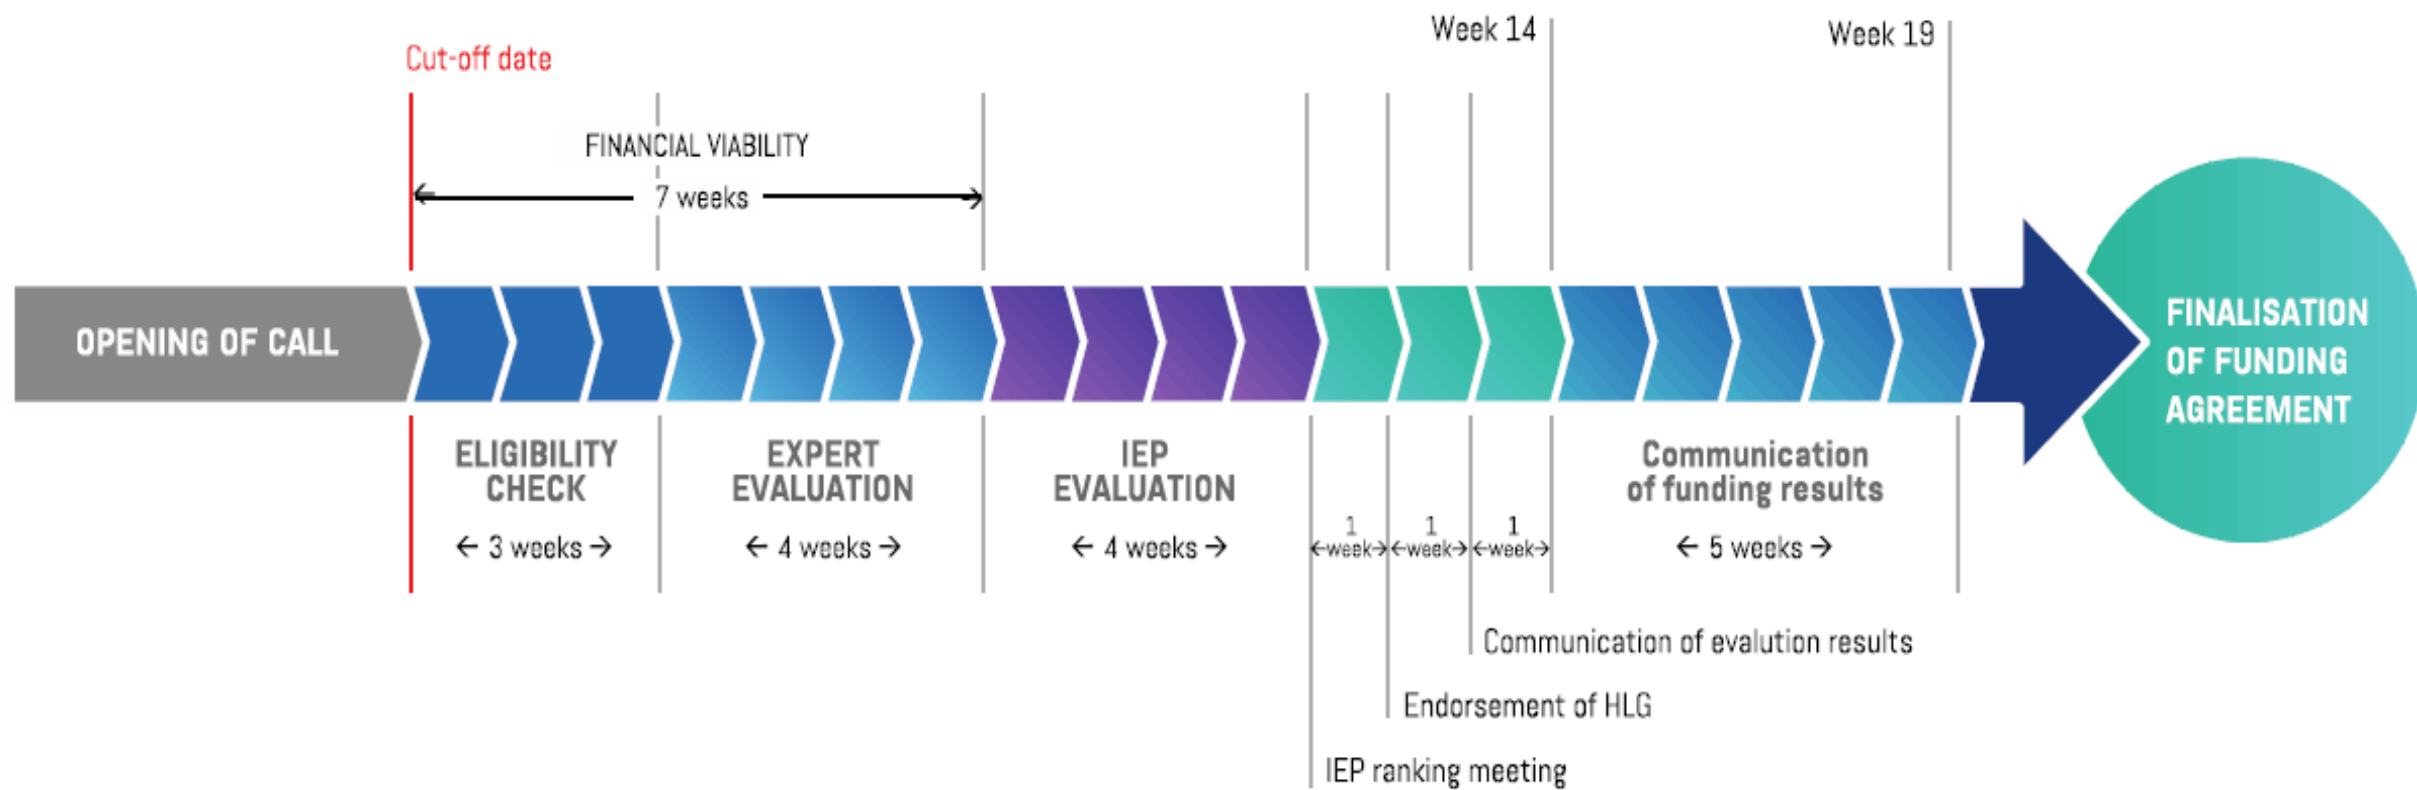 Week 14
Week 19
Cut-off date
FINANCIAL VIABILITY
7 weeks
OPENING OF CALL
FINALISATION
OF FUNDING
AGREEMENT
ELIGIBILITY
CHECK
← 3 weeks →
EXPERT
EVALUATION
← 4 weeks →
IEP
EVALUATION
← 4 weeks →
1
←week→
1
←week→
1
←week→
Communication
of funding results
← 5 weeks →
Communication of evalution results
Endorsement of HLG
IEP ranking meeting